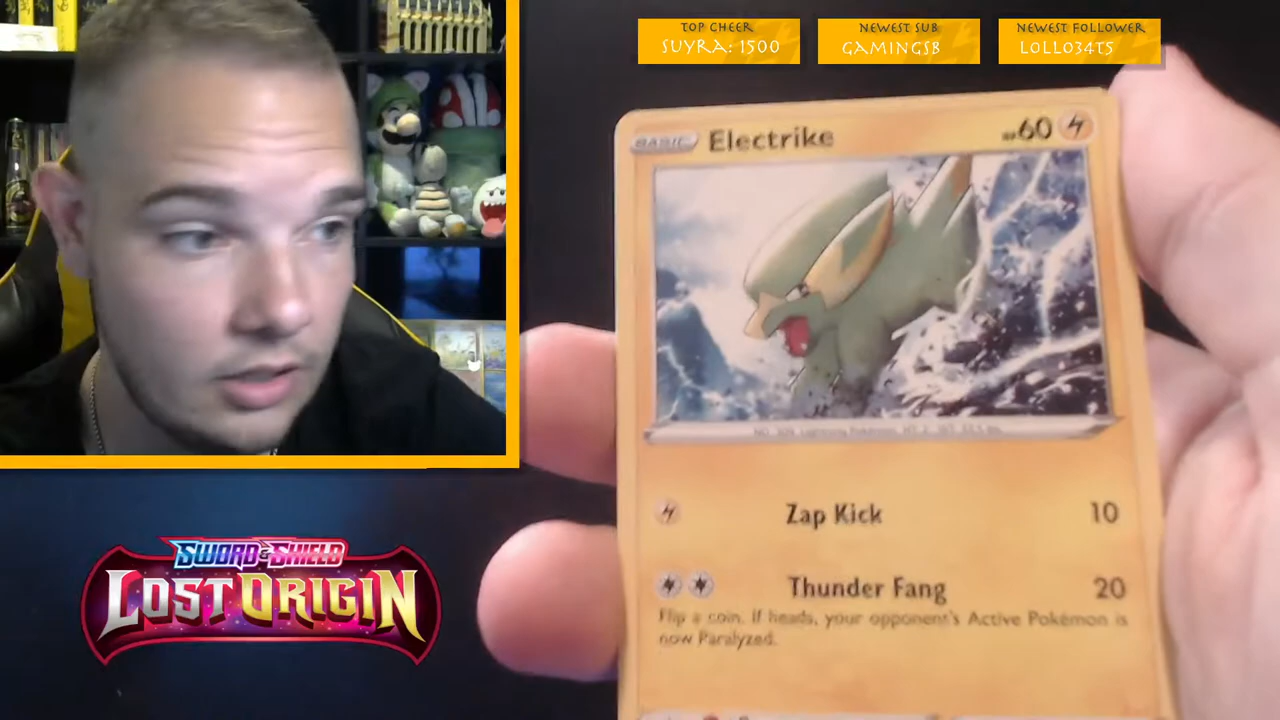 TOP CHEER
SUYRA: 1500
NEWEST SUB
GAMINGSB
NEWEST FOLLOWER
LOLLO34T5
BASIC
Electrike
HP60
Zap Kick
10
Thunder Fang
20
Flip a coin. If heads, your opponent's Active Pokémon is
now Paralyzed.
SWORD & SHIELD
LOST ORIGIN